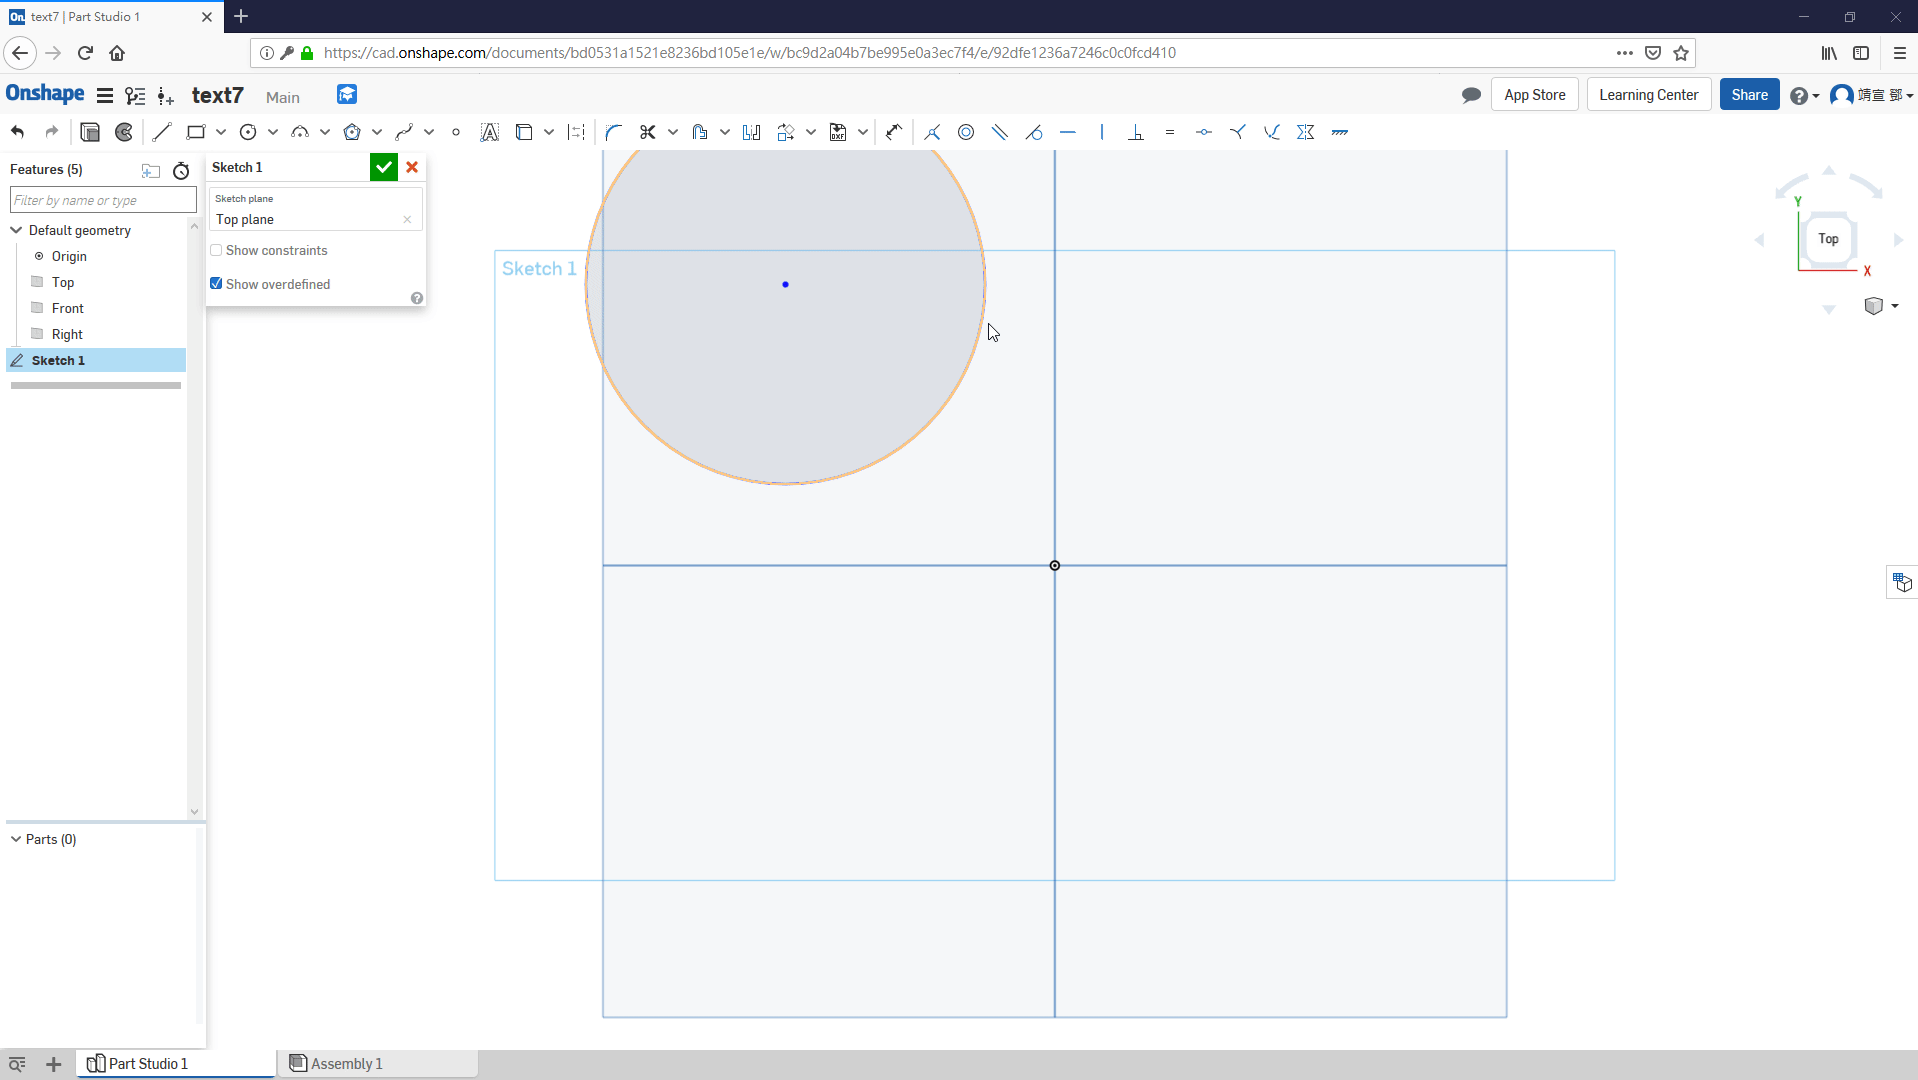 text7 | Part Studio 1
https://cad.onshape.com/documents/bd0531a1521e8236bd105e1e/w/bc9d2a04b7be995e0a3ec7f4/e/92dfe1236a7246c0c0fcd410
Onshape text7 Main App Store Learning Center Share 靖宣 鄧
Features (5)
Filter by name or type
Default geometry
Origin
Top
Front
Right
Sketch 1
Sketch 1
Sketch plane
Top plane
Show constraints
Show overdefined
Sketch 1
Y
Top
X
Parts (0)
Part Studio 1
Assembly 1